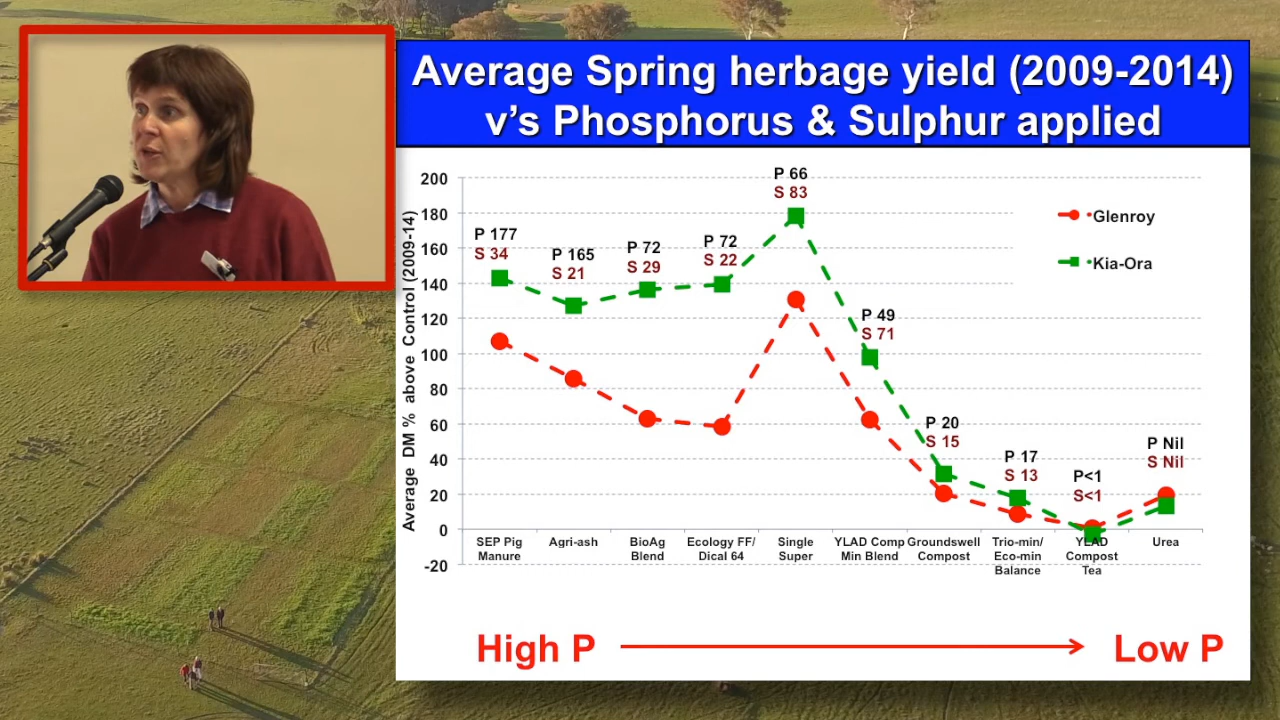 Average Spring herbage yield (2009-2014)
v's Phosphorus & Sulphur applied
Average DM % above Control (2009-14)
200
180
160
140
120
100
80
60
40
20
0
-20
P 177
S 34
P 165
S 21
P 72
S 29
P 72
S 22
P 66
S 83
P 49
S 71
P 20
S 15
P 17
S 13
P<1
S<1
P Nil
S Nil
Glenroy
Kia-Ora
SEP Pig
Manure
Agri-ash
BioAg
Blend
Ecology FF/
Dical 64
Single
Super
YLAD Comp
Min Blend
Groundswell
Compost
Trio-min/
Eco-min
Balance
YLAD
Compost
Tea
Urea
High P
Low P